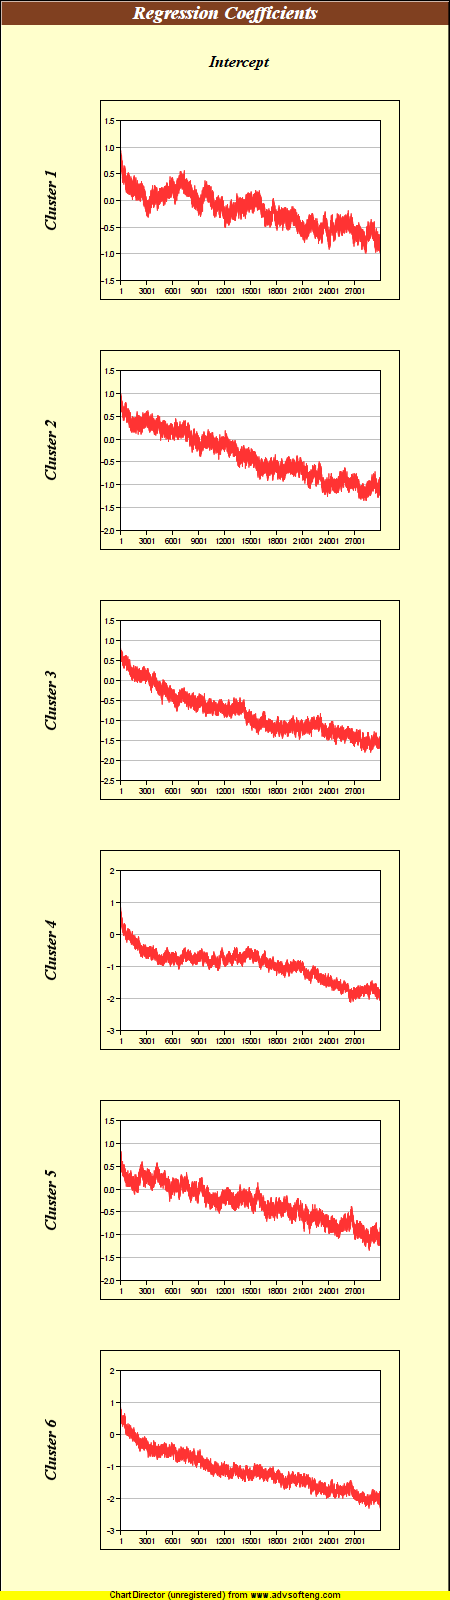 Regression Coefficients
Intercept
Cluster 1
1.5
1.0
0.5
0.0
-0.5
-1.0
-1.5
1 3001 6001 9001 12001 15001 18001 21001 24001 27001
Cluster 2
1.5
1.0
0.5
0.0
-0.5
-1.0
-1.5
-2.0
1 3001 6001 9001 12001 15001 18001 21001 24001 27001
Cluster 3
1.5
1.0
0.5
0.0
-0.5
-1.0
-1.5
-2.0
-2.5
1 3001 6001 9001 12001 15001 18001 21001 24001 27001
Cluster 4
2
1
0
-1
-2
-3
1 3001 6001 9001 12001 15001 18001 21001 24001 27001
Cluster 5
1.5
1.0
0.5
0.0
-0.5
-1.0
-1.5
-2.0
1 3001 6001 9001 12001 15001 18001 21001 24001 27001
Cluster 6
2
1
0
-1
-2
-3
1 3001 6001 9001 12001 15001 18001 21001 24001 27001
ChartDirector (unregistered) from www.advsofteng.com